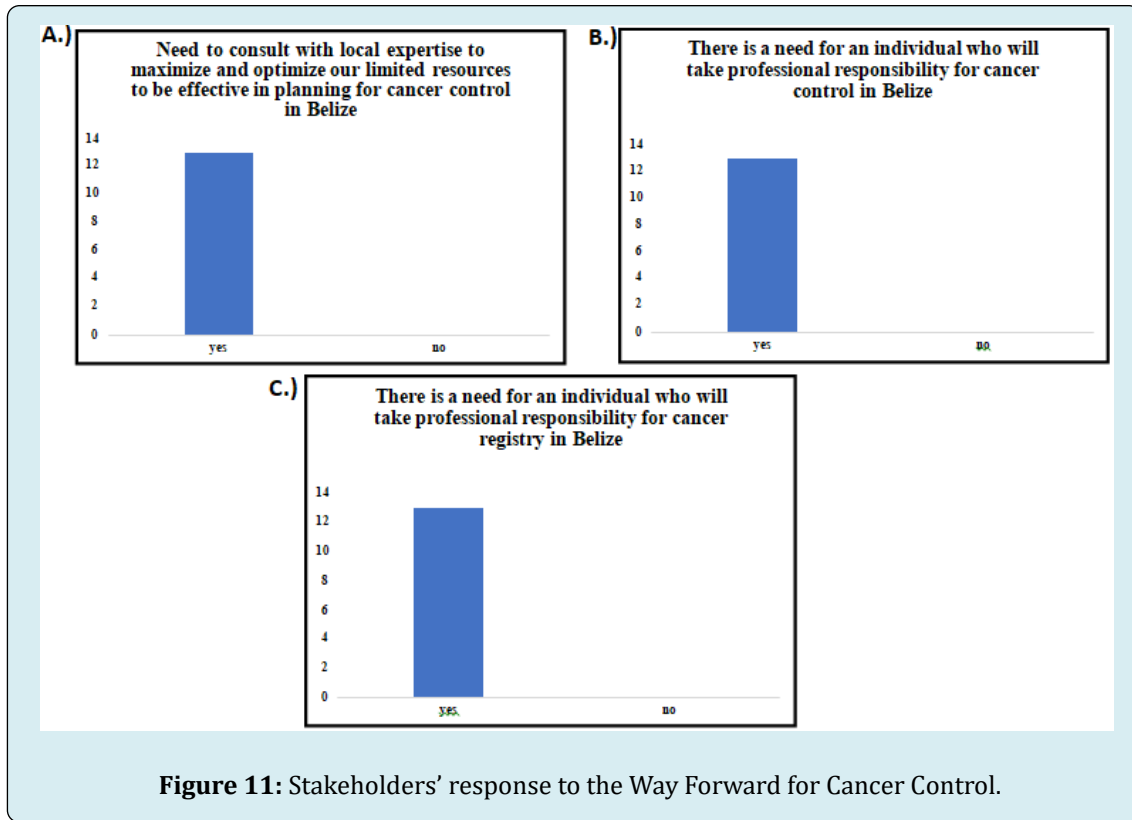 A.)
Need to consult with local expertise to
maximize and optimize our limited resources
to be effective in planning for cancer control
in Belize
14
12
10
8
6
4
2
0
yes
no
B.)
There is a need for an individual who will
take professional responsibility for cancer
control in Belize
14
12
10
8
6
4
2
0
yes
no
C.)
There is a need for an individual who will
take professional responsibility for cancer
registry in Belize
14
12
10
8
6
4
2
0
yes
no
Figure 11: Stakeholders’ response to the Way Forward for Cancer Control.